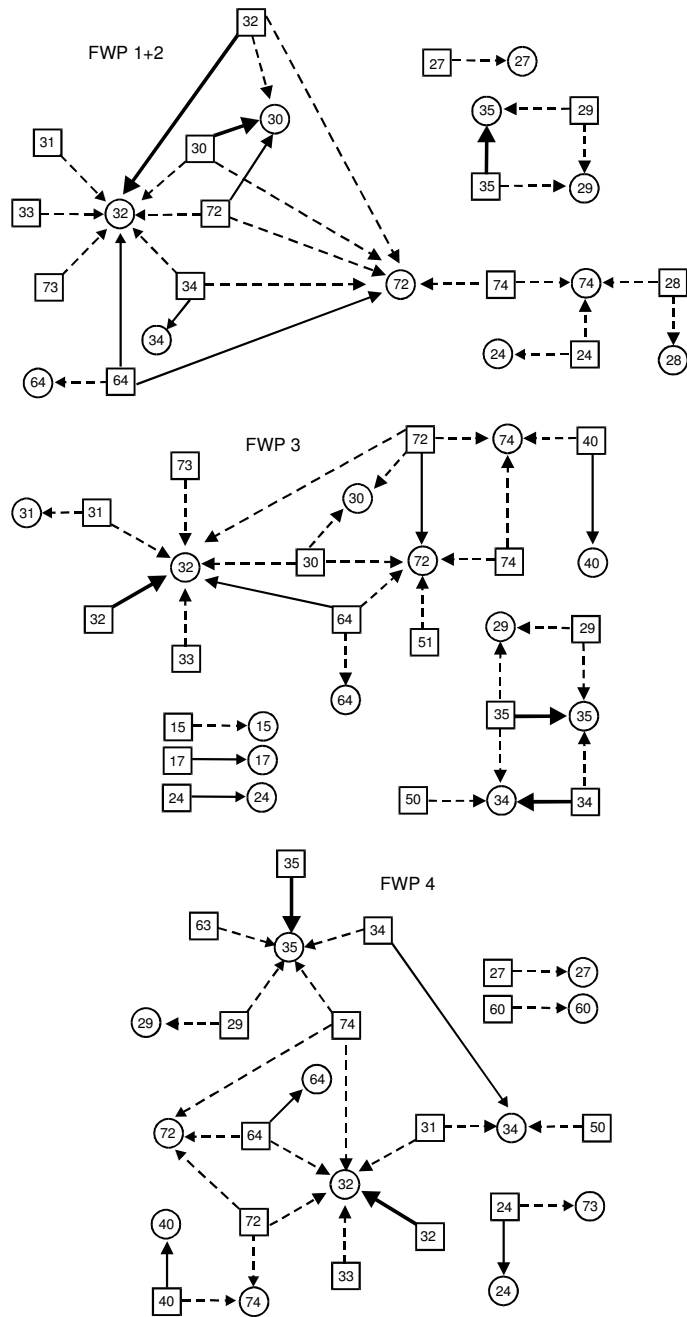 32
FWP 1+2
27 27
35 29
30
31 30
35 29
33 32 72
73 34 72 74 74 28
34
64 64 24 24 28
FWP 3
72 74 40
73
31 31 30
32 30 72 74 40
32 64
33 51 29 29
64
15 15 35 35
17 17
24 24 50 34 34
35
FWP 4
63 34
35
27 27
29 29 74 60 60
64
72 64 31 34 50
32
40 72 32 24 73
33
40 74 24